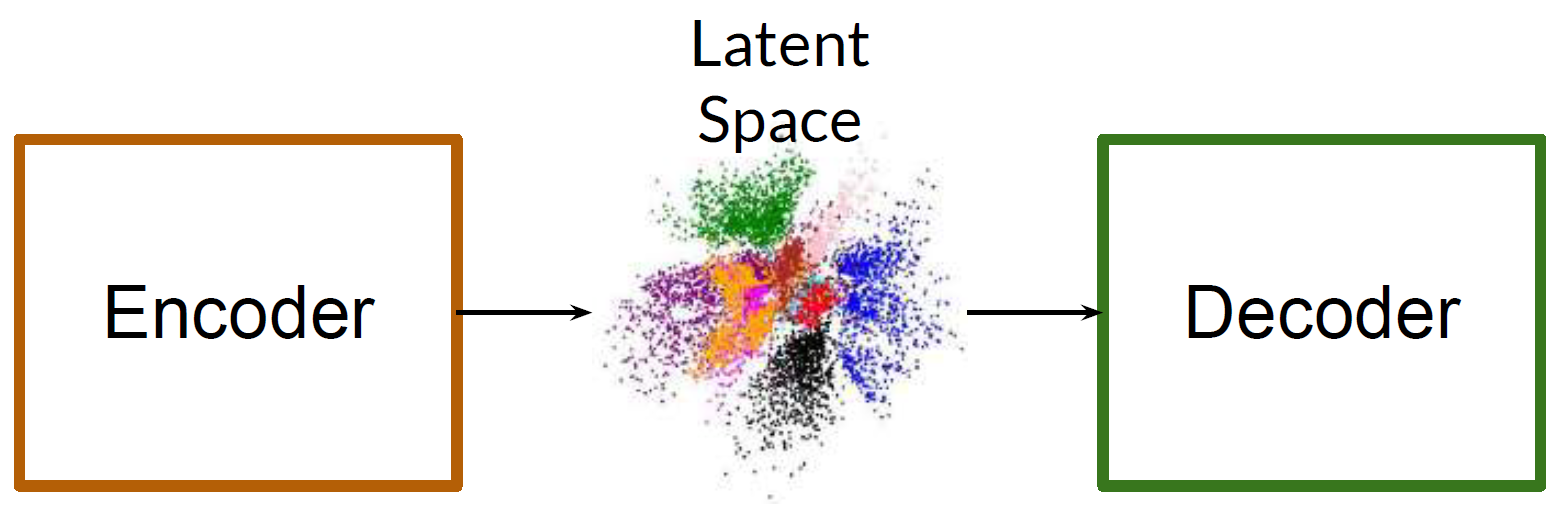 Latent
Space
Encoder
Decoder